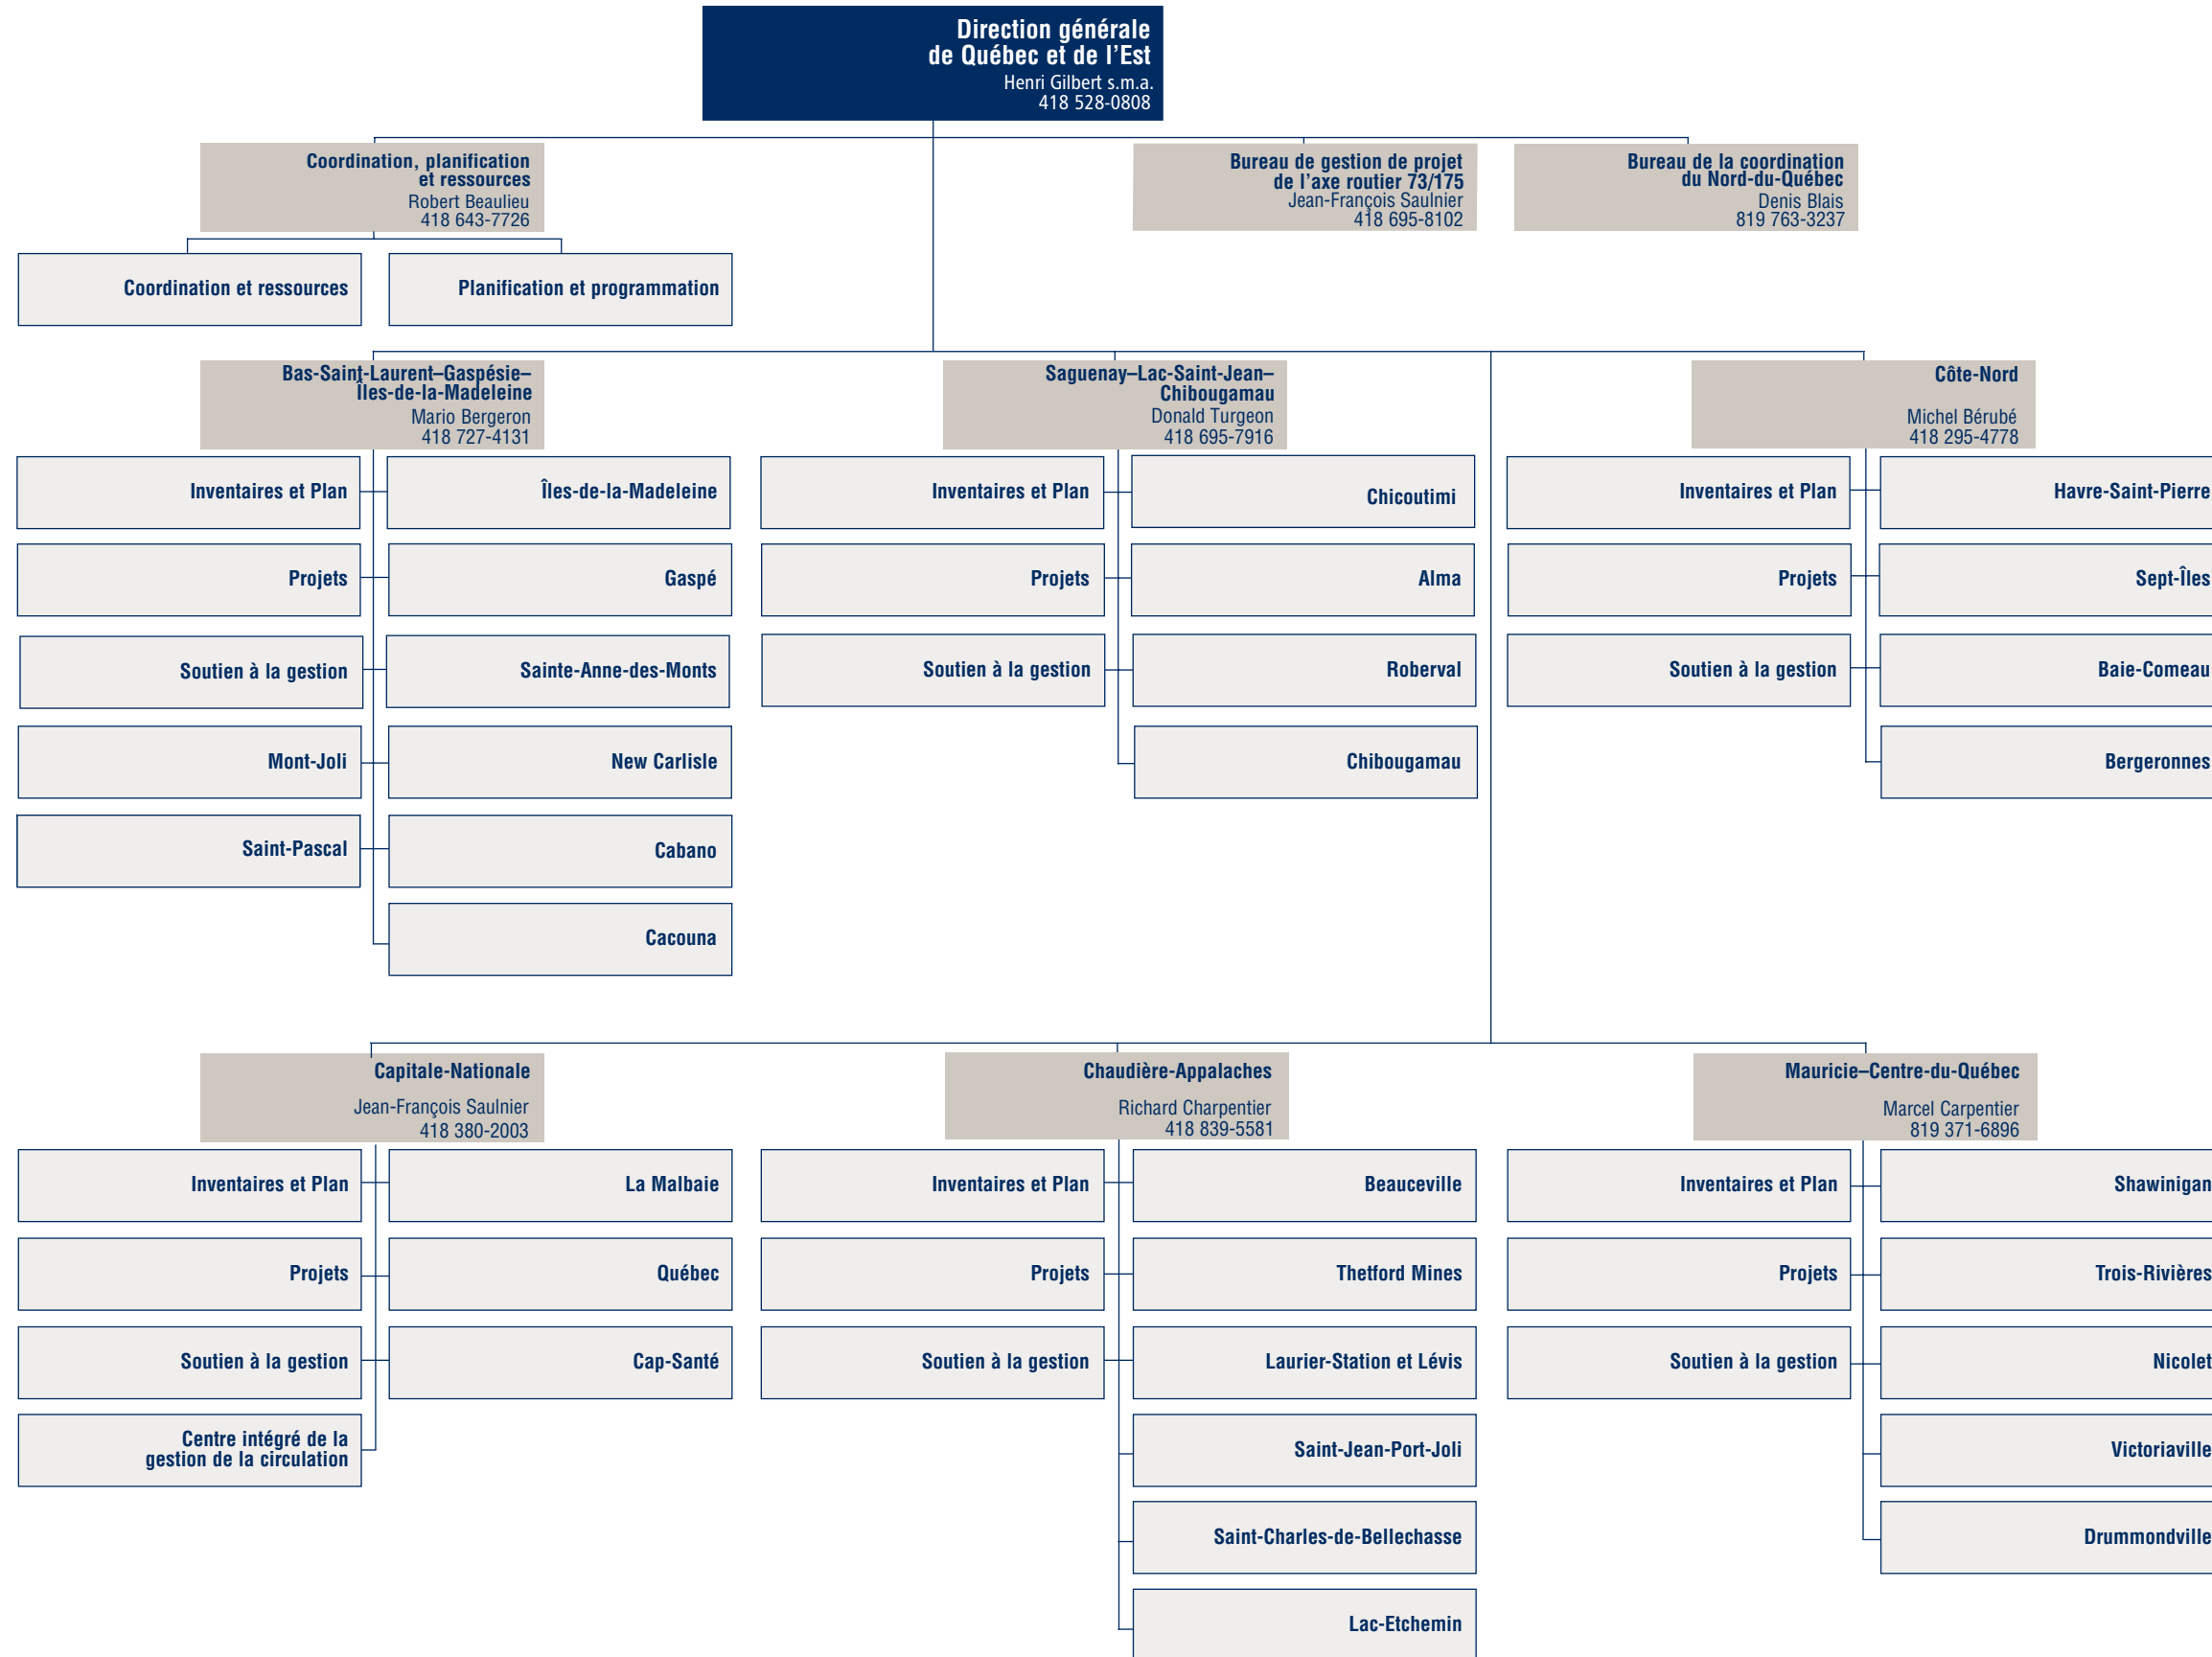 Direction générale
de Québec et de l'Est
Henri Gilbert s.m.a.
418 528-0808
Coordination, planification
et ressources
Robert Beaulieu
418 643-7726
Bureau de gestion de projet
de l'axe routier 73/175
Jean-François Saulnier
418 695-8102
Bureau de la coordination
du Nord-du-Québec
Denis Blais
819 763-3237
Coordination et ressources
Planification et programmation
Bas-Saint-Laurent–Gaspésie–
Îles-de-la-Madeleine
Mario Bergeron
418 727-4131
Saguenay–Lac-Saint-Jean–
Chibougamau
Donald Turgeon
418 695-7916
Côte-Nord
Michel Bérubé
418 295-4778
Inventaires et Plan
Îles-de-la-Madeleine
Inventaires et Plan
Chicoutimi
Inventaires et Plan
Havre-Saint-Pierre
Projets
Gaspé
Projets
Alma
Projets
Sept-Îles
Soutien à la gestion
Sainte-Anne-des-Monts
Soutien à la gestion
Roberval
Soutien à la gestion
Baie-Comeau
Mont-Joli
New Carlisle
Chibougamau
Bergeronnes
Saint-Pascal
Cabano
Cacouna
Capitale-Nationale
Jean-François Saulnier
418 380-2003
Chaudière-Appalaches
Richard Charpentier
418 839-5581
Mauricie–Centre-du-Québec
Marcel Carpentier
819 371-6896
Inventaires et Plan
La Malbaie
Inventaires et Plan
Beauceville
Inventaires et Plan
Shawinigan
Projets
Québec
Projets
Thetford Mines
Projets
Trois-Rivières
Soutien à la gestion
Cap-Santé
Soutien à la gestion
Laurier-Station et Lévis
Soutien à la gestion
Nicolet
Centre intégré de la
gestion de la circulation
Saint-Jean-Port-Joli
Victoriaville
Saint-Charles-de-Bellechasse
Drummondville
Lac-Etchemin